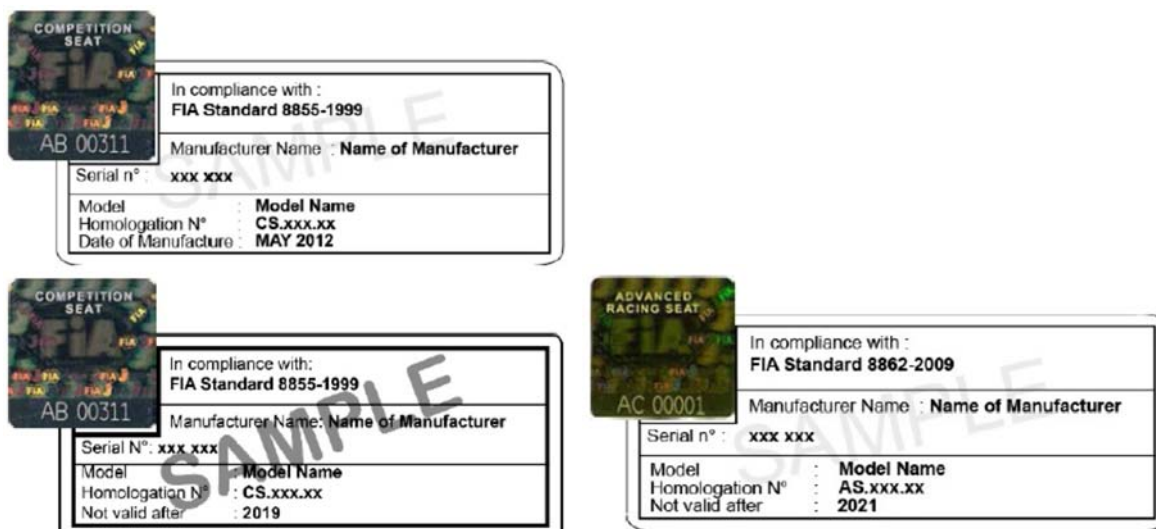 COMPETITION
SEAT
FIA
AB 00311
In compliance with :
FIA Standard 8855-1999
Manufacturer Name : Name of Manufacturer
Serial n° : xxx xxx
Model : Model Name
Homologation N° : CS.xxx.xx
Date of Manufacture : MAY 2012
SAMPLE
COMPETITION
SEAT
FIA
AB 00311
In compliance with:
FIA Standard 8855-1999
Manufacturer Name: Name of Manufacturer
Serial N°: xxx xxx
Model : Model Name
Homologation N° : CS.xxx.xx
Not valid after : 2019
SAMPLE
ADVANCED
RACING SEAT
FIA
AC 00001
In compliance with :
FIA Standard 8862-2009
Manufacturer Name : Name of Manufacturer
Serial n° : xxx xxx
Model : Model Name
Homologation N° : AS.xxx.xx
Not valid after : 2021
SAMPLE